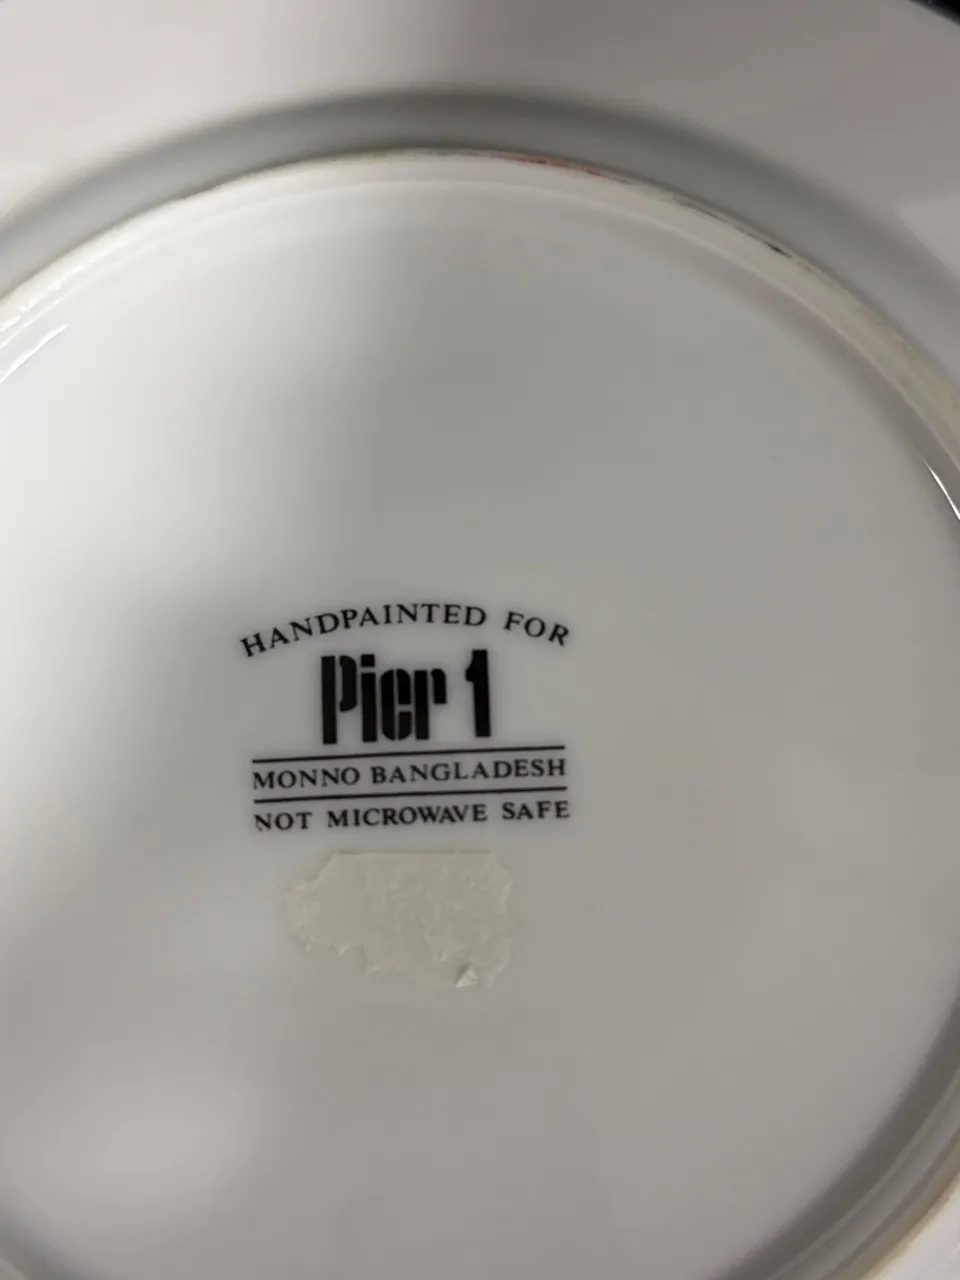 HANDPAINTED FOR
Pier 1
MONNO BANGLADESH
NOT MICROWAVE SAFE